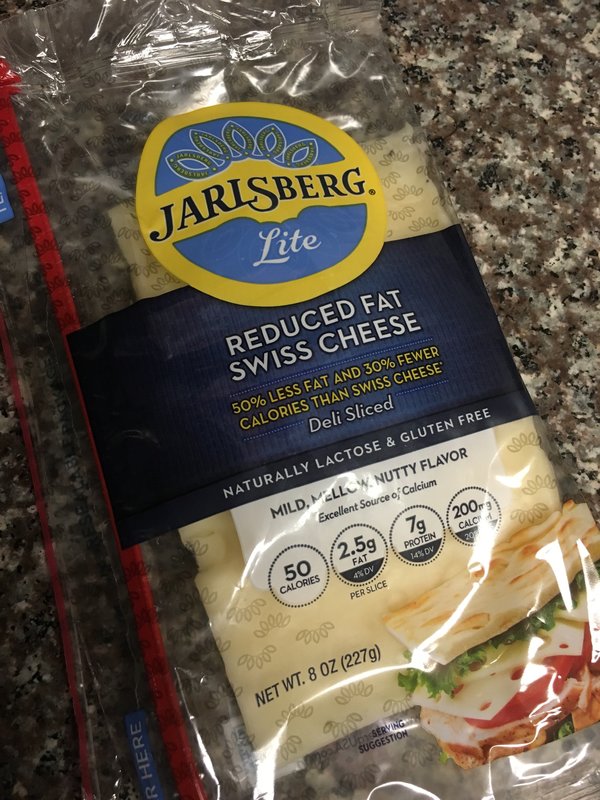 JARLSBERG®
Lite
REDUCED FAT
SWISS CHEESE
50% LESS FAT AND 30% FEWER
CALORIES THAN SWISS CHEESE*
Deli Sliced
NATURALLY LACTOSE & GLUTEN FREE
MILD, MELLOW, NUTTY FLAVOR
Excellent Source of Calcium
50
CALORIES
2.5g
FAT
4% DV
7g
PROTEIN
14% DV
200mg
PER SLICE
NET WT. 8 OZ (227g)
SERVING
SUGGESTION
HERE